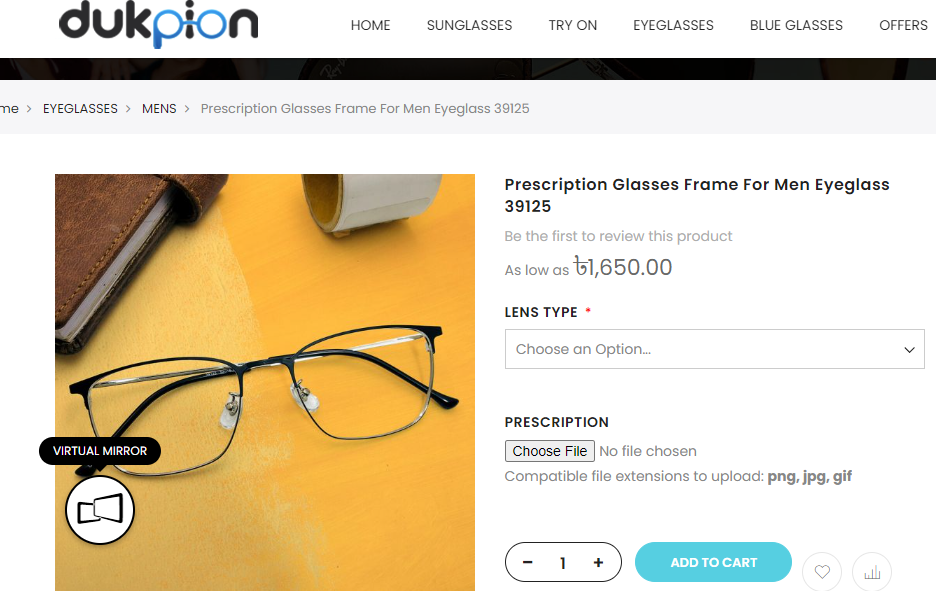 dukpion
HOME SUNGLASSES TRY ON EYEGLASSES BLUE GLASSES OFFERS
me > EYEGLASSES > MENS > Prescription Glasses Frame For Men Eyeglass 39125
Prescription Glasses Frame For Men Eyeglass
39125
Be the first to review this product
As low as ৳1,650.00
LENS TYPE *
Choose an Option...
PRESCRIPTION
Choose File No file chosen
Compatible file extensions to upload: png, jpg, gif
VIRTUAL MIRROR
− 1 + ADD TO CART